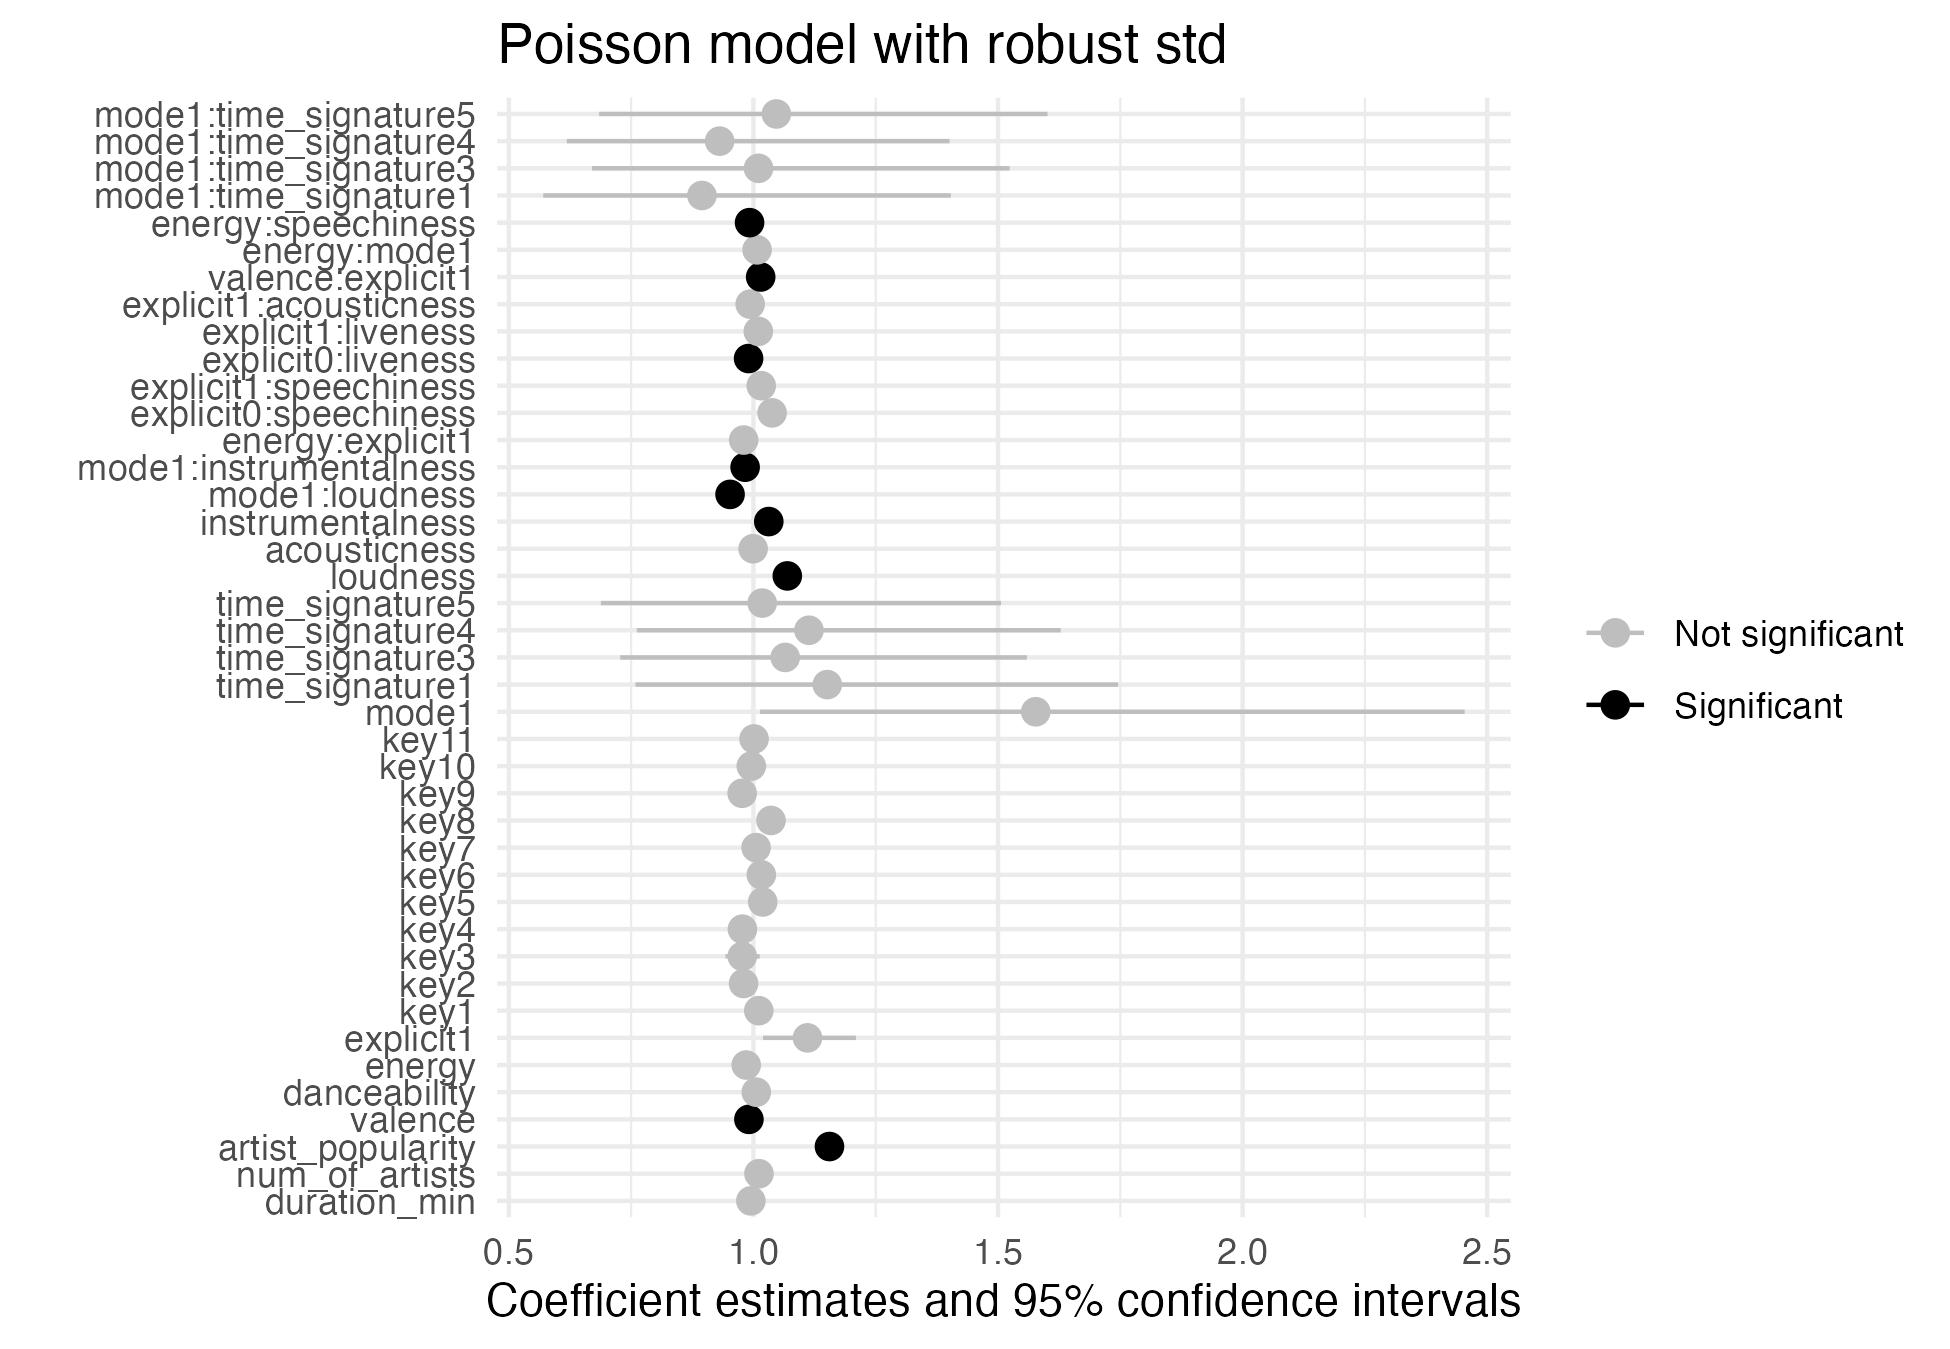 Poisson model with robust std
mode1:time_signature5
mode1:time_signature4
mode1:time_signature3
mode1:time_signature1
energy:speechiness
energy:mode1
valence:explicit1
explicit1:acousticness
explicit1:liveness
explicit0:liveness
explicit1:speechiness
explicit0:speechiness
energy:explicit1
mode1:instrumentalness
mode1:loudness
instrumentalness
acousticness
loudness
time_signature5
time_signature4
time_signature3
time_signature1
mode1
key11
key10
key9
key8
key7
key6
key5
key4
key3
key2
key1
explicit1
energy
danceability
valence
artist_popularity
num_of_artists
duration_min
0.5 1.0 1.5 2.0 2.5
Coefficient estimates and 95% confidence intervals
Not significant
Significant